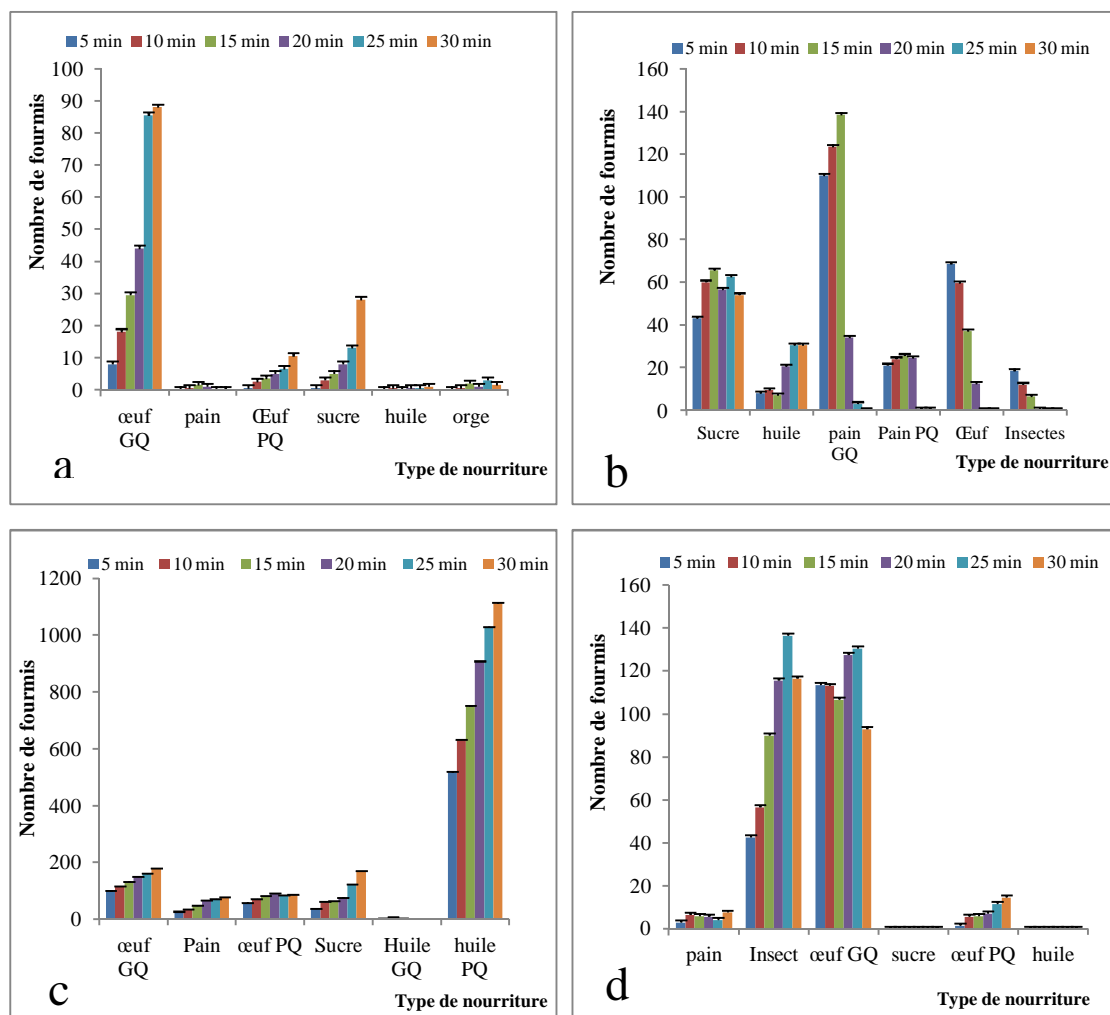 5 min 10 min 15 min 20 min 25 min 30 min
100
90
80
70
60
50
40
30
20
10
0
Nombre de fourmis
œuf GQ pain Œuf PQ sucre huile orge
Type de nourriture
a
5 min 10 min 15 min 20 min 25 min 30 min
160
140
120
100
80
60
40
20
0
Nombre de fourmis
Sucre huile pain GQ Pain PQ Œuf Insectes
Type de nourriture
b
5 min 10 min 15 min 20 min 25 min 30 min
1200
1000
800
600
400
200
0
Nombre de fourmis
œuf GQ Pain œuf PQ Sucre Huile GQ huile PQ
Type de nourriture
c
5 min 10 min 15 min 20 min 25 min 30 min
160
140
120
100
80
60
40
20
0
Nombre de fourmis
pain Insect œuf GQ sucre œuf PQ huile
Type de nourriture
d